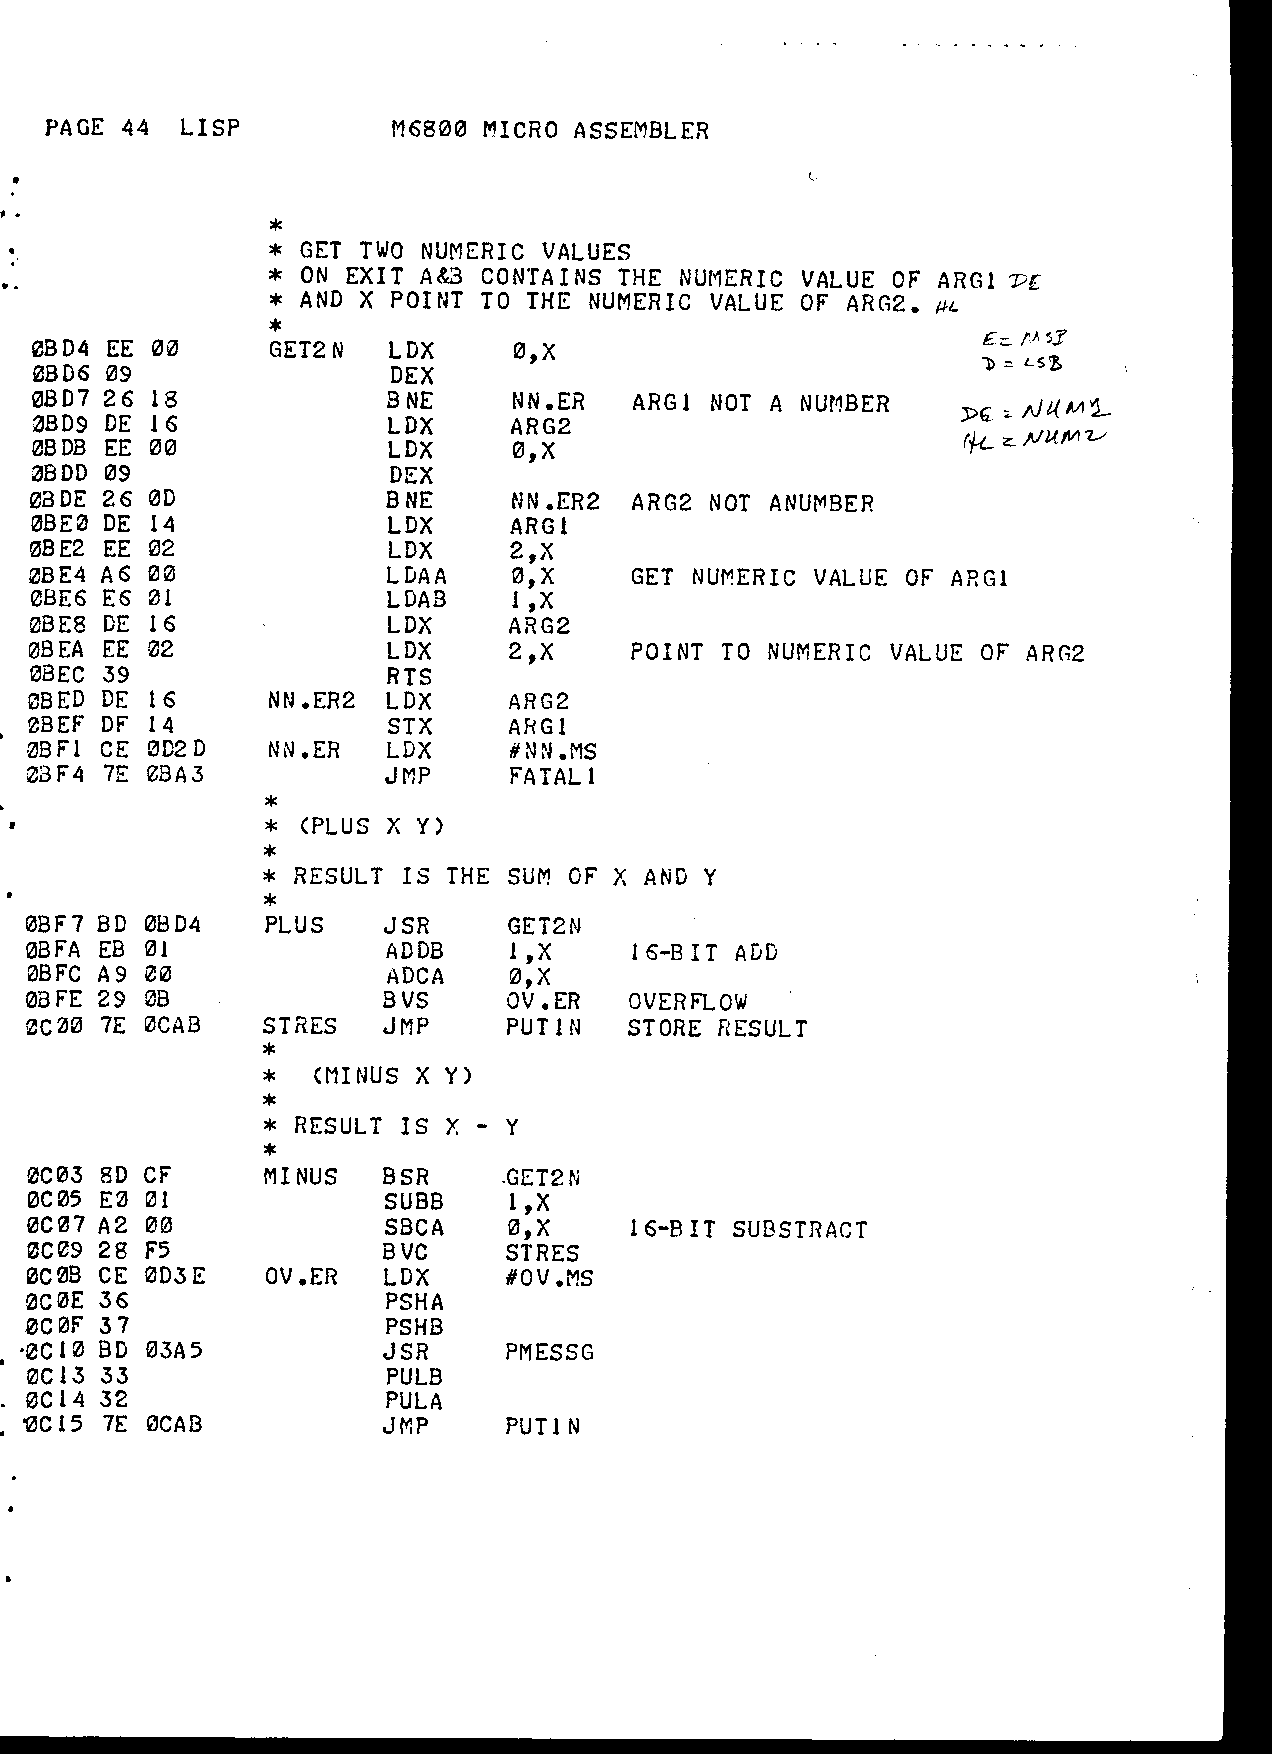 PAGE 44 LISP M6800 MICRO ASSEMBLER
*
* GET TWO NUMERIC VALUES
* ON EXIT A&B CONTAINS THE NUMERIC VALUE OF ARG1 DE
* AND X POINT TO THE NUMERIC VALUE OF ARG2. HL
*
E = MSB
0BD4 EE 00 GET2N LDX 0,X
D = LSB
0BD6 09 DEX
0BD7 26 18 BNE NN.ER ARG1 NOT A NUMBER
DE = NUM1
0BD9 DE 16 LDX ARG2
HL = NUM2
0BDB EE 00 LDX 0,X
0BDD 09 DEX
0BDE 26 0D BNE NN.ER2 ARG2 NOT ANUMBER
0BE0 DE 14 LDX ARG1
0BE2 EE 02 LDX 2,X
0BE4 A6 00 LDAA 0,X GET NUMERIC VALUE OF ARG1
0BE6 E6 01 LDAB 1,X
0BE8 DE 16 LDX ARG2
0BEA EE 02 LDX 2,X POINT TO NUMERIC VALUE OF ARG2
0BEC 39 RTS
0BED DE 16 NN.ER2 LDX ARG2
0BEF DF 14 STX ARG1
0BF1 CE 0D2D NN.ER LDX #NN.MS
0BF4 7E 0BA3 JMP FATAL1
*
* (PLUS X Y)
*
* RESULT IS THE SUM OF X AND Y
*
0BF7 BD 0BD4 PLUS JSR GET2N
0BFA EB 01 ADDB 1,X 16-BIT ADD
0BFC A9 00 ADCA 0,X
0BFE 29 0B BVS OV.ER OVERFLOW
0C00 7E 0CAB STRES JMP PUT1N STORE RESULT
*
* (MINUS X Y)
*
* RESULT IS X - Y
*
0C03 8D CF MINUS BSR GET2N
0C05 E0 01 SUBB 1,X
0C07 A2 00 SBCA 0,X 16-BIT SUBSTRACT
0C09 28 F5 BVC STRES
0C0B CE 0D3E OV.ER LDX #OV.MS
0C0E 36 PSHA
0C0F 37 PSHB
0C10 BD 03A5 JSR PMESSG
0C13 33 PULB
0C14 32 PULA
0C15 7E 0CAB JMP PUT1N